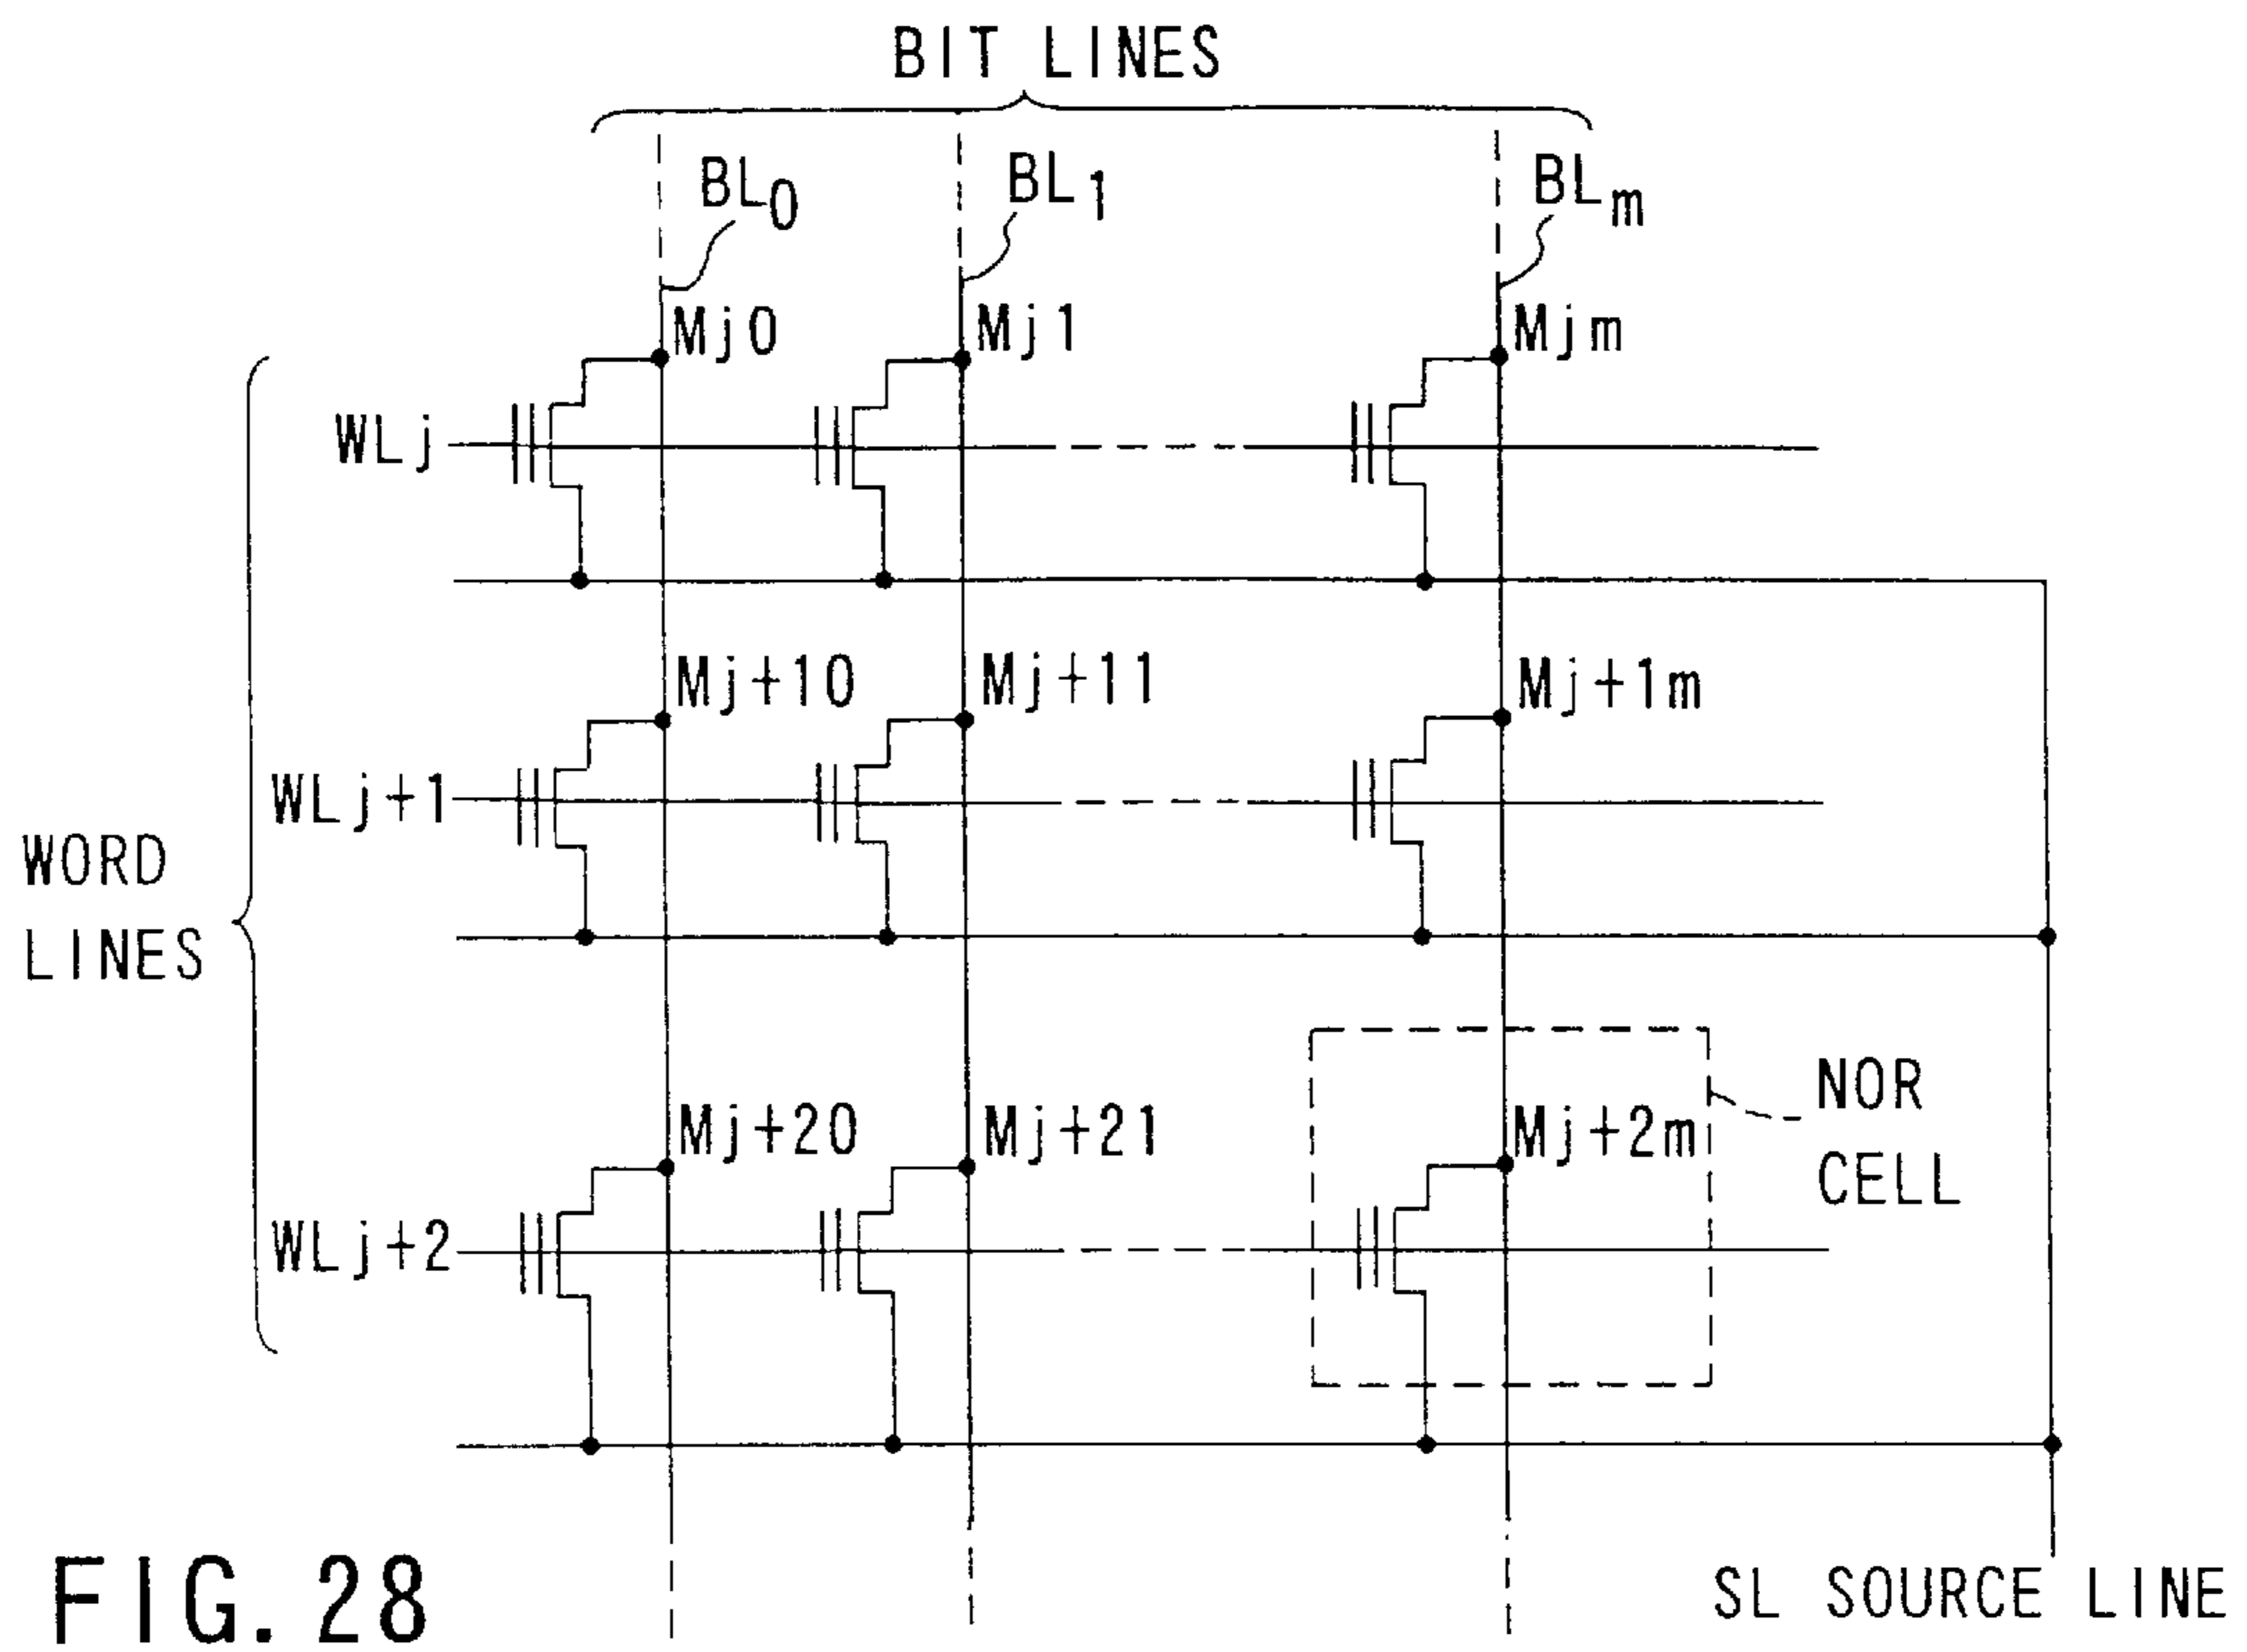 BIT LINES
BL0
BL1
BLm
Mj0
Mj1
Mjm
WLj
Mj+10
Mj+11
Mj+1m
WLj+1
WORD
LINES
NOR
CELL
Mj+20
Mj+21
Mj+2m
WLj+2
FIG. 28
SL SOURCE LINE